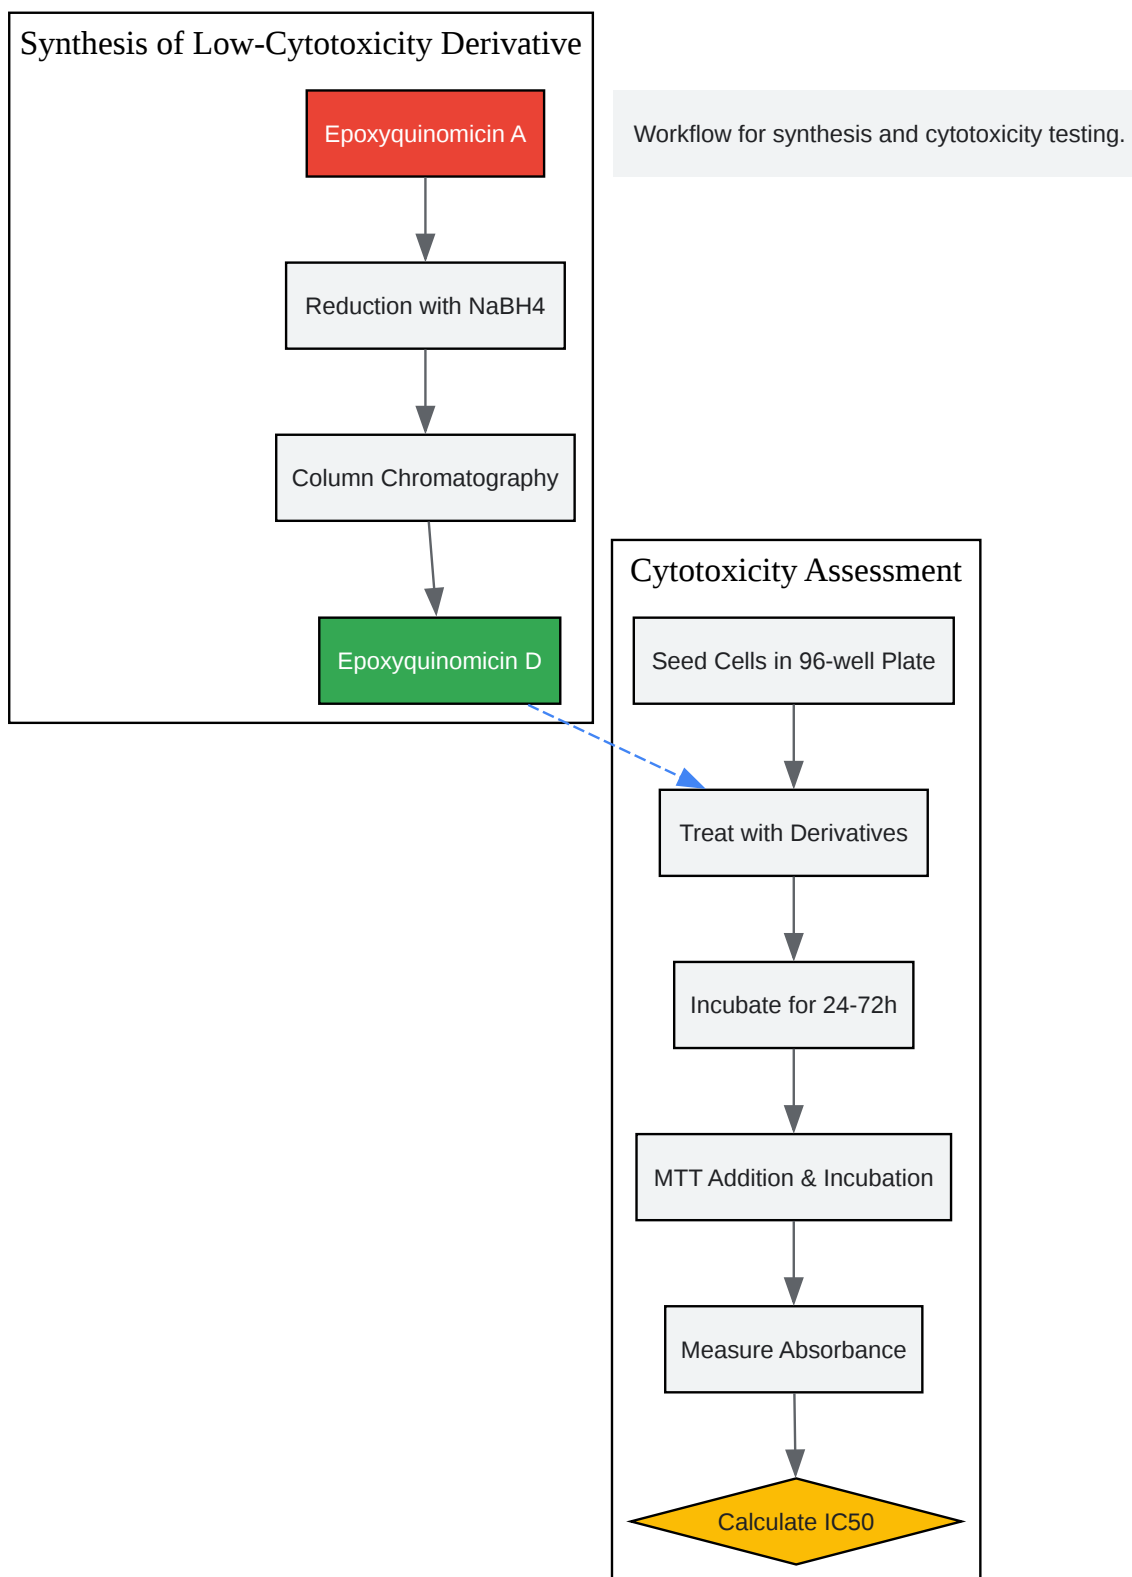 Synthesis of Low-Cytotoxicity Derivative
Epoxyquinomicin A
Workflow for synthesis and cytotoxicity testing.
Reduction with NaBH4
Column Chromatography
Epoxyquinomicin D
Cytotoxicity Assessment
Seed Cells in 96-well Plate
Treat with Derivatives
Incubate for 24-72h
MTT Addition & Incubation
Measure Absorbance
Calculate IC50